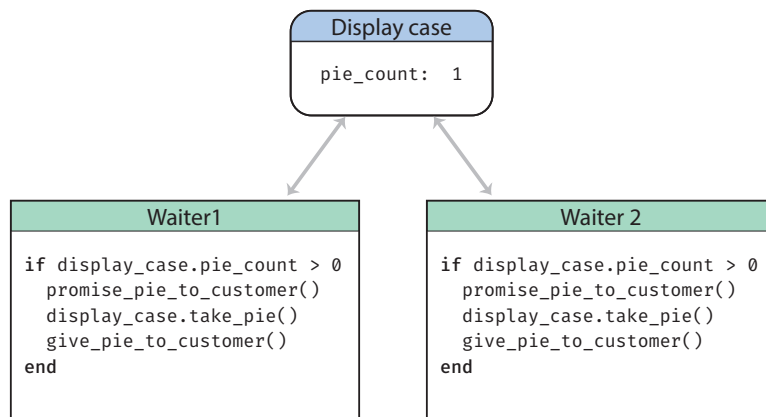 Display case
pie_count: 1
Waiter1
if display_case.pie_count > 0
promise_pie_to_customer()
display_case.take_pie()
give_pie_to_customer()
end
Waiter 2
if display_case.pie_count > 0
promise_pie_to_customer()
display_case.take_pie()
give_pie_to_customer()
end